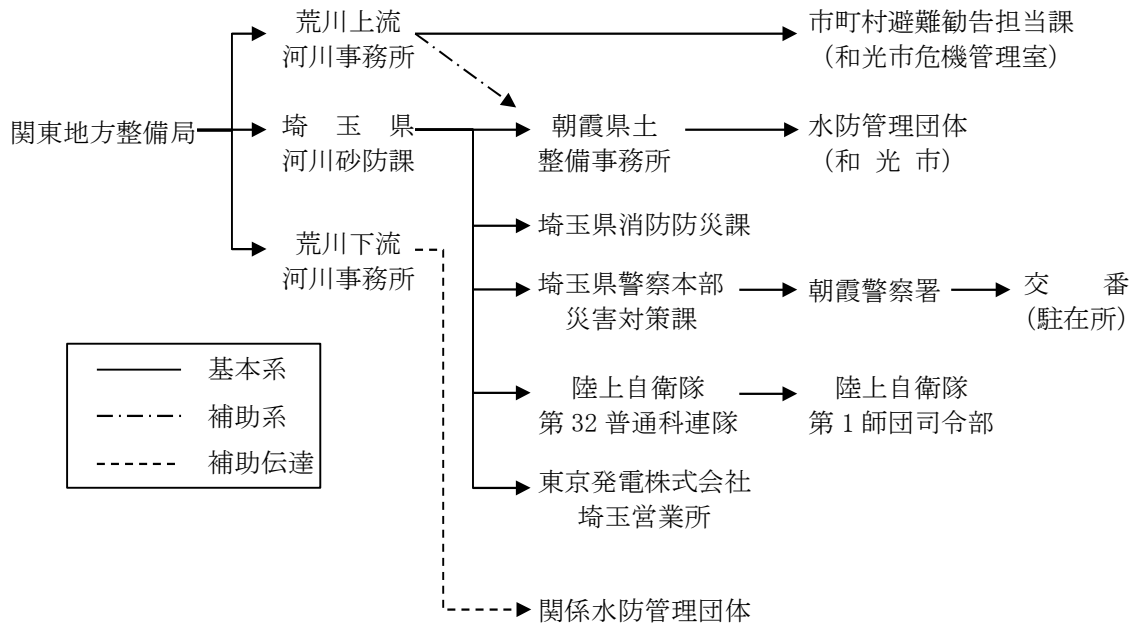 荒川上流
河川事務所
市町村避難勧告担当課
（和光市危機管理室）
関東地方整備局
埼　玉　県
河川砂防課
朝霞県土
整備事務所
水防管理団体
（和 光 市）
埼玉県消防防災課
荒川下流
河川事務所
埼玉県警察本部
災害対策課
朝霞警察署
交　　番
（駐在所）
基本系
補助系
補助伝達
陸上自衛隊
第 32 普通科連隊
陸上自衛隊
第 1 師団司令部
東京発電株式会社
埼玉営業所
関係水防管理団体